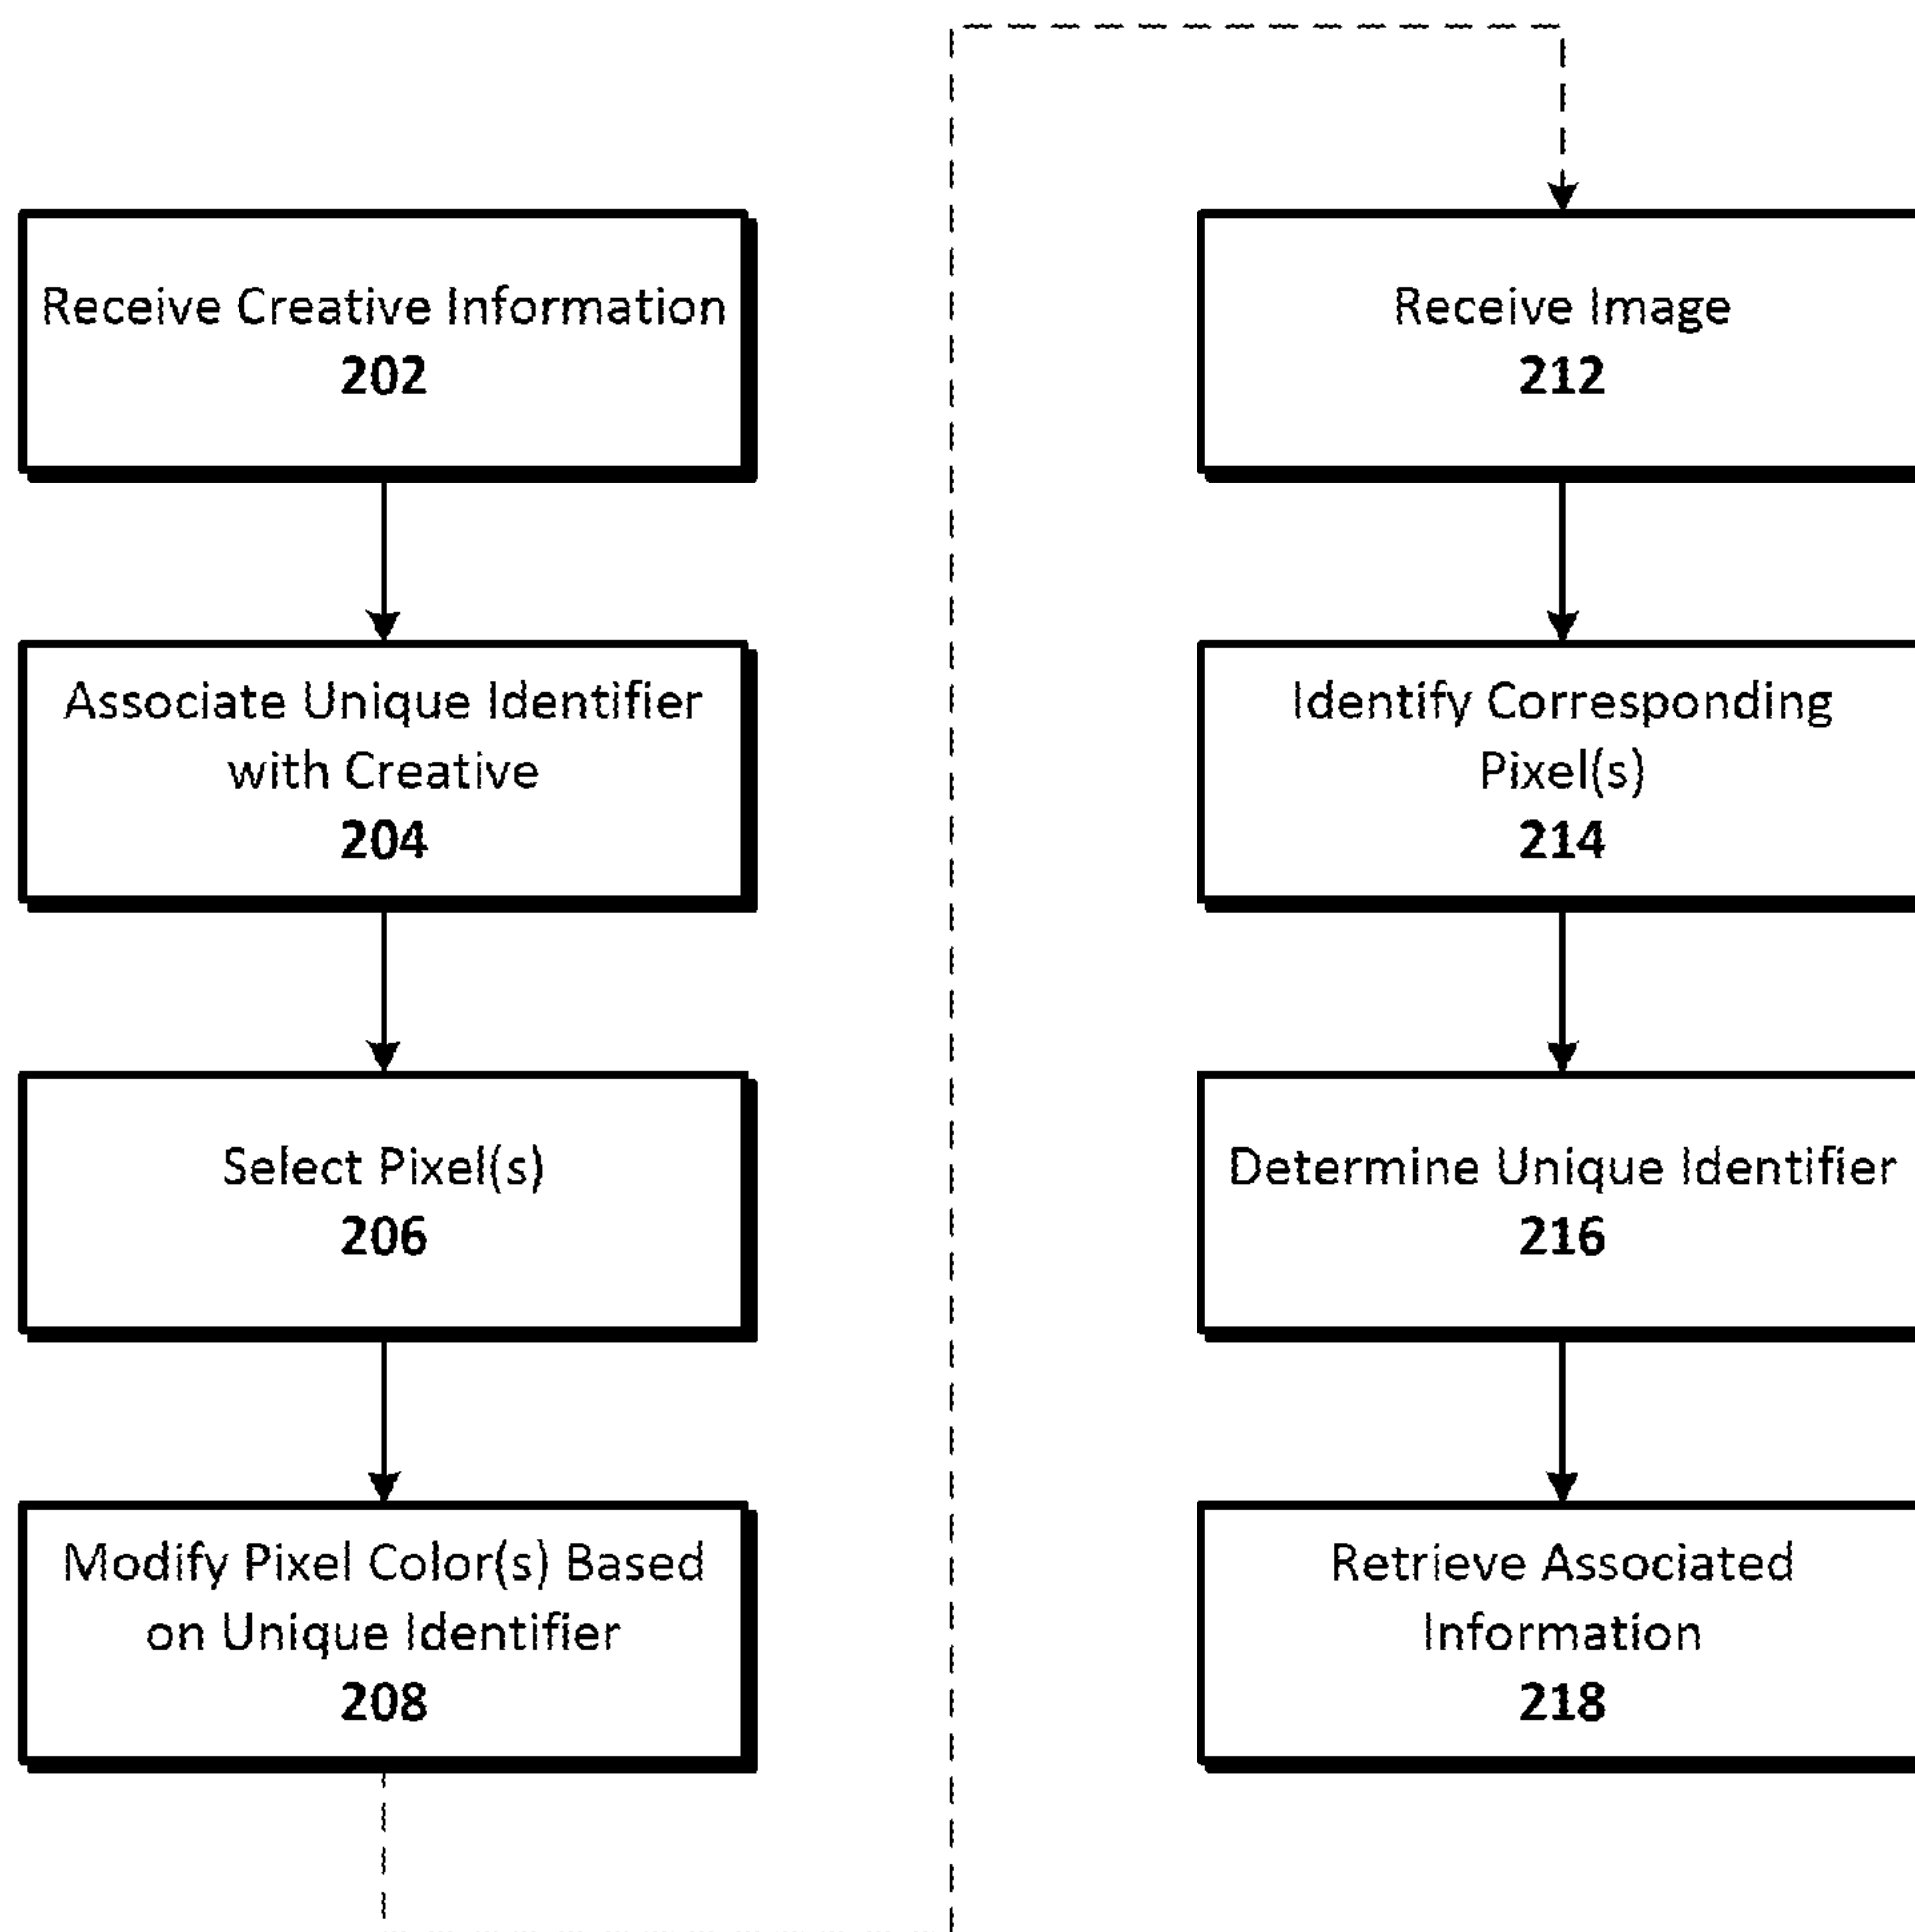 Receive Creative Information
202
Associate Unique Identifier
with Creative
204
Select Pixel(s)
206
Modify Pixel Color(s) Based
on Unique Identifier
208
Receive Image
212
Identify Corresponding
Pixel(s)
214
Determine Unique Identifier
216
Retrieve Associated
Information
218